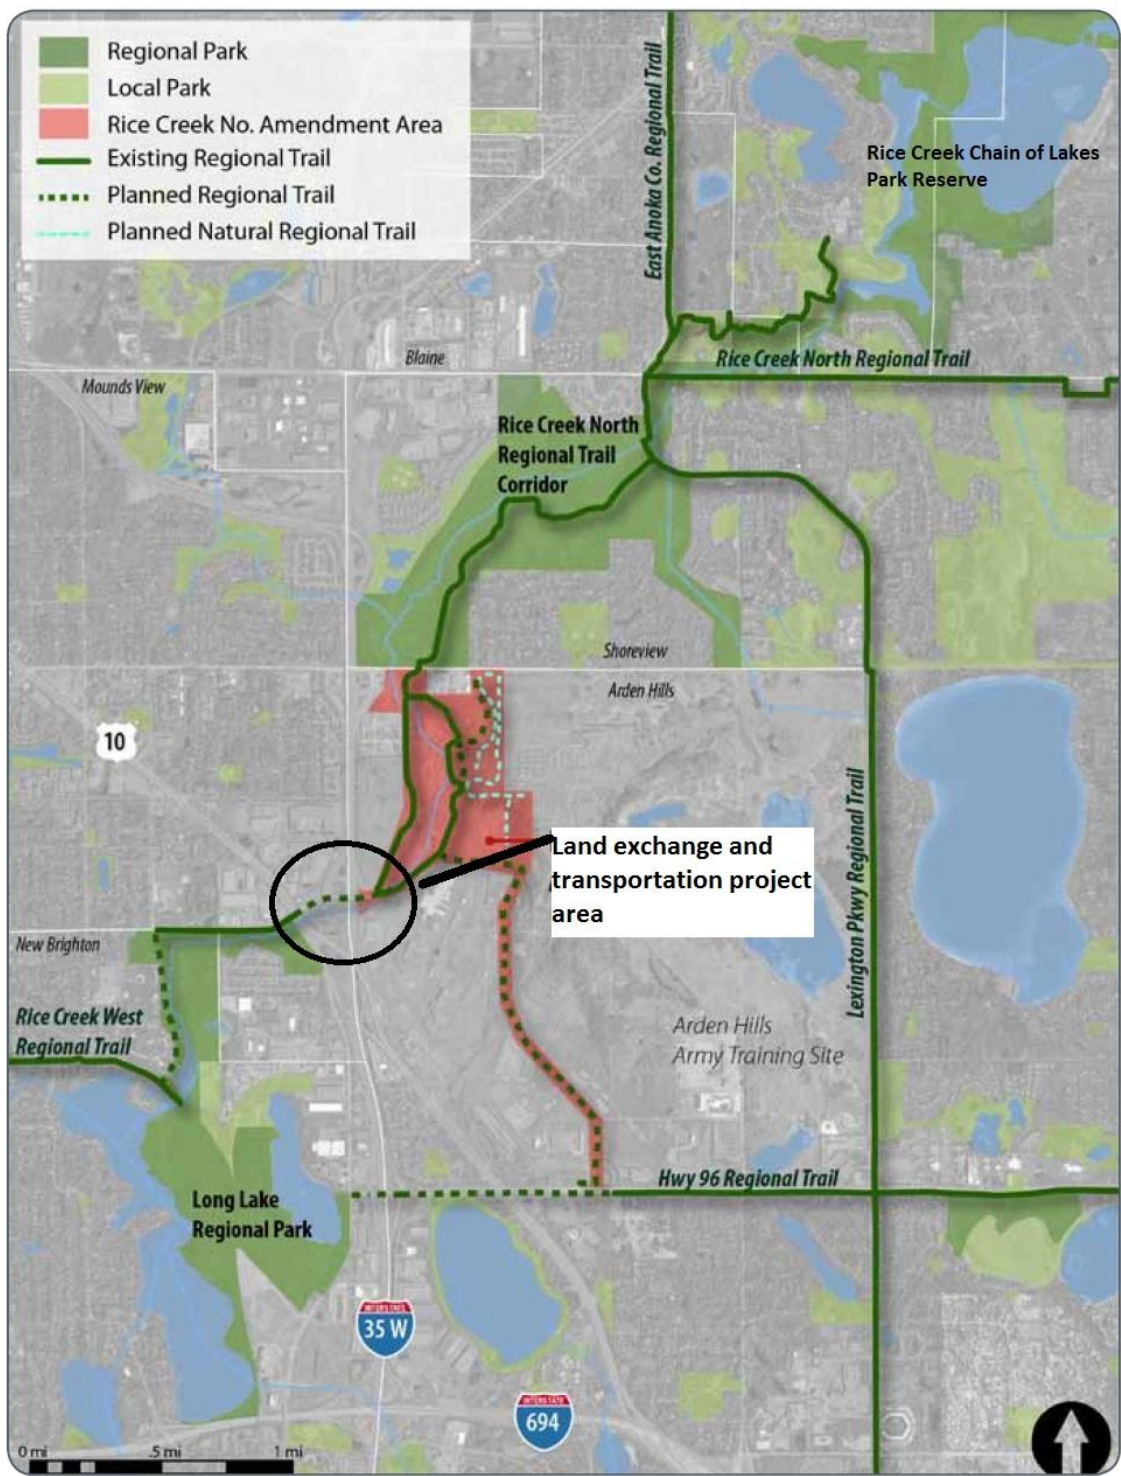 Regional Park
Local Park
Rice Creek No. Amendment Area
Existing Regional Trail
Planned Regional Trail
Planned Natural Regional Trail
East Anoka Co. Regional Trail
Rice Creek Chain of Lakes
Park Reserve
Blaine
Rice Creek North Regional Trail
Mounds View
Rice Creek North
Regional Trail
Corridor
Shoreview
Arden Hills
10
Land exchange and
transportation project
area
Lexington Pkwy Regional Trail
New Brighton
Rice Creek West
Regional Trail
Arden Hills
Army Training Site
Hwy 96 Regional Trail
Long Lake
Regional Park
INTERSTATE
35 W
INTERSTATE
694
0 mi .5 mi 1 mi